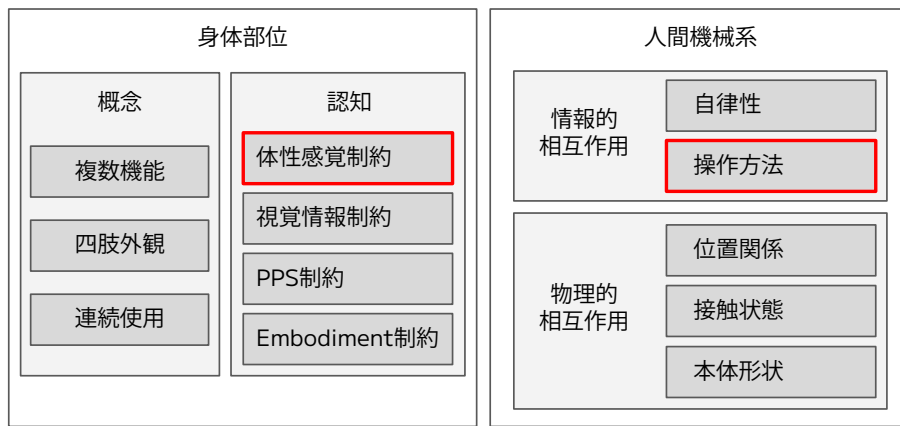 身体部位
概念
複数機能
四肢外観
連続使用
認知
体性感覚制約
視覚情報制約
PPS制約
Embodiment制約
人間機械系
情報的
相互作用
自律性
操作方法
物理的
相互作用
位置関係
接触状態
本体形状